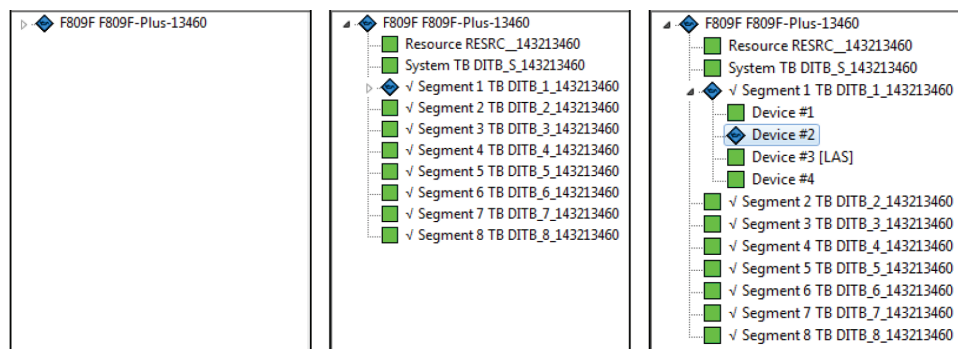 F809F F809F-Plus-13460
F809F F809F-Plus-13460
Resource RESRC__143213460
System TB DITB_S_143213460
√ Segment 1 TB DITB_1_143213460
√ Segment 2 TB DITB_2_143213460
√ Segment 3 TB DITB_3_143213460
√ Segment 4 TB DITB_4_143213460
√ Segment 5 TB DITB_5_143213460
√ Segment 6 TB DITB_6_143213460
√ Segment 7 TB DITB_7_143213460
√ Segment 8 TB DITB_8_143213460
F809F F809F-Plus-13460
Resource RESRC__143213460
System TB DITB_S_143213460
√ Segment 1 TB DITB_1_143213460
Device #1
Device #2
Device #3 [LAS]
Device #4
√ Segment 2 TB DITB_2_143213460
√ Segment 3 TB DITB_3_143213460
√ Segment 4 TB DITB_4_143213460
√ Segment 5 TB DITB_5_143213460
√ Segment 6 TB DITB_6_143213460
√ Segment 7 TB DITB_7_143213460
√ Segment 8 TB DITB_8_143213460